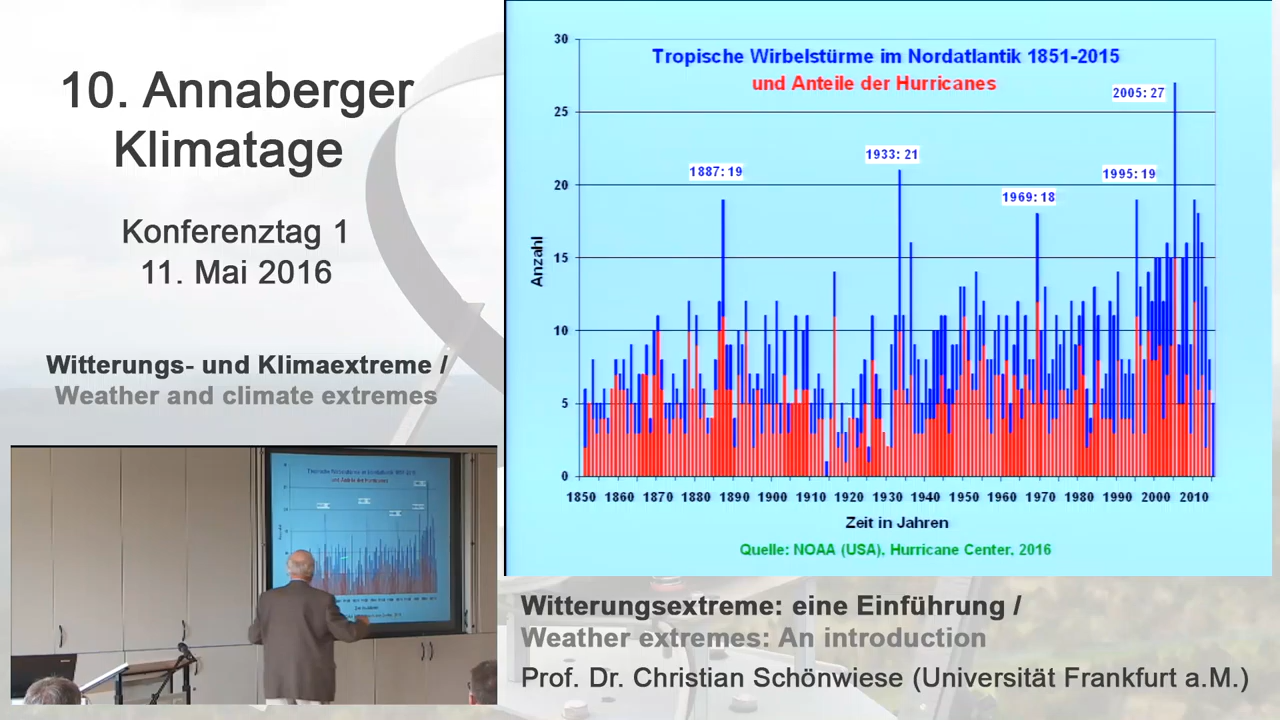 10. Annaberger
Klimatage
Konferenztag 1
11. Mai 2016
Witterungs- und Klimaextreme /
Weather and climate extremes
Tropische Wirbelstürme im Nordatlantik 1851-2015
und Anteile der Hurricanes
30
25
20
15
10
5
0
Anzahl
1887: 19
1933: 21
1969: 18
1995: 19
2005: 27
1850 1860 1870 1880 1890 1900 1910 1920 1930 1940 1950 1960 1970 1980 1990 2000 2010
Zeit in Jahren
Quelle: NOAA (USA), Hurricane Center, 2016
Witterungsextreme: eine Einführung /
Weather extremes: An introduction
Prof. Dr. Christian Schönwiese (Universität Frankfurt a.M.)